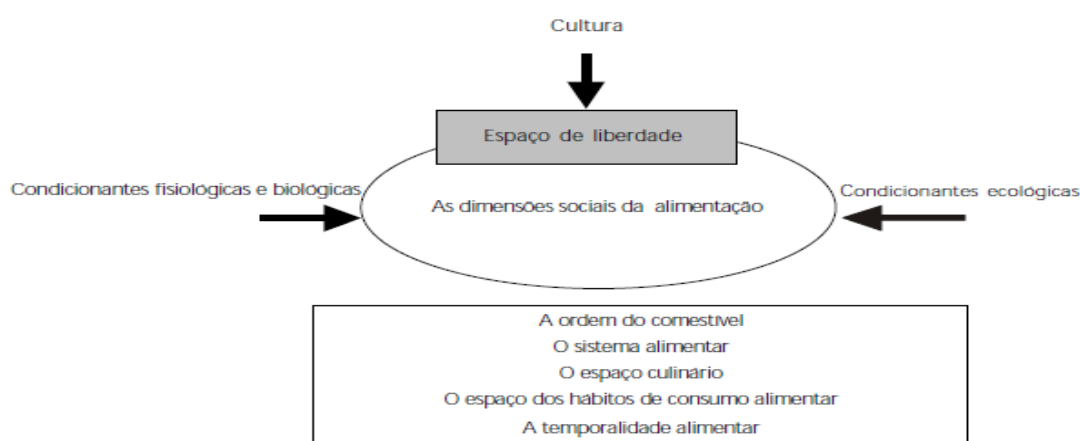 Cultura
Espaço de liberdade
Condicionantes fisiológicas e biológicas
As dimensões sociais da alimentação
Condicionantes ecológicas
A ordem do comestível
O sistema alimentar
O espaço culinário
O espaço dos hábitos de consumo alimentar
A temporalidade alimentar